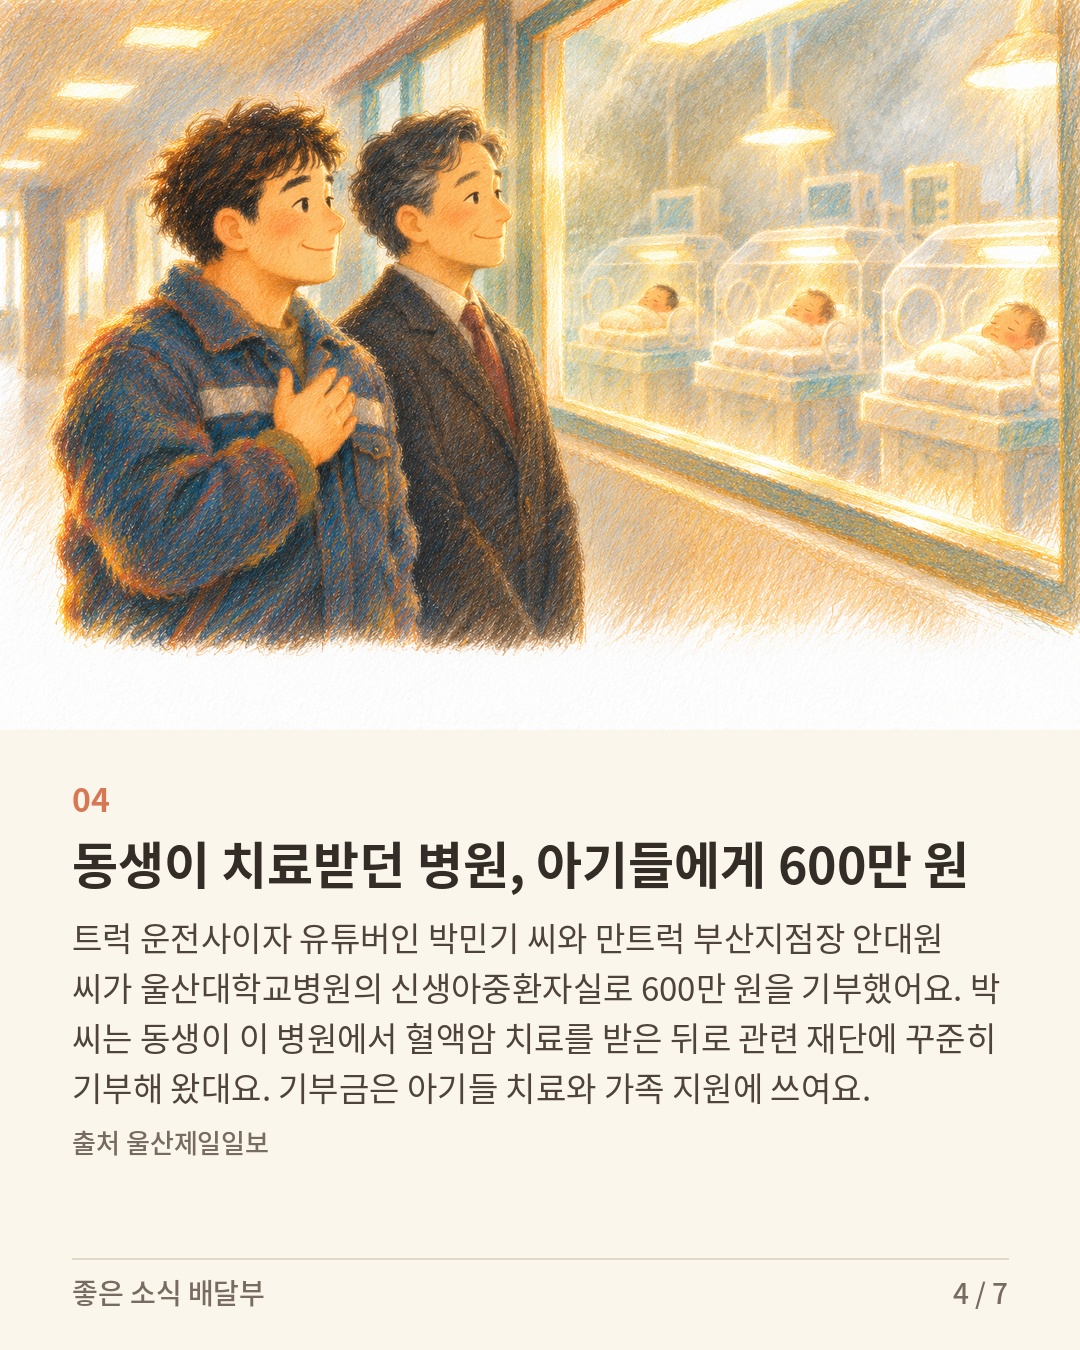 04
동생이 치료받던 병원, 아기들에게 600만 원
트럭 운전사이자 유튜버인 박민기 씨와 만트럭 부산지점장 안대원
씨가 울산대학교병원의 신생아중환자실로 600만 원을 기부했어요. 박
씨는 동생이 이 병원에서 혈액암 치료를 받은 뒤로 관련 재단에 꾸준히
기부해 왔대요. 기부금은 아기들 치료와 가족 지원에 쓰여요.
출처 울산제일일보
좋은 소식 배달부
4 / 7